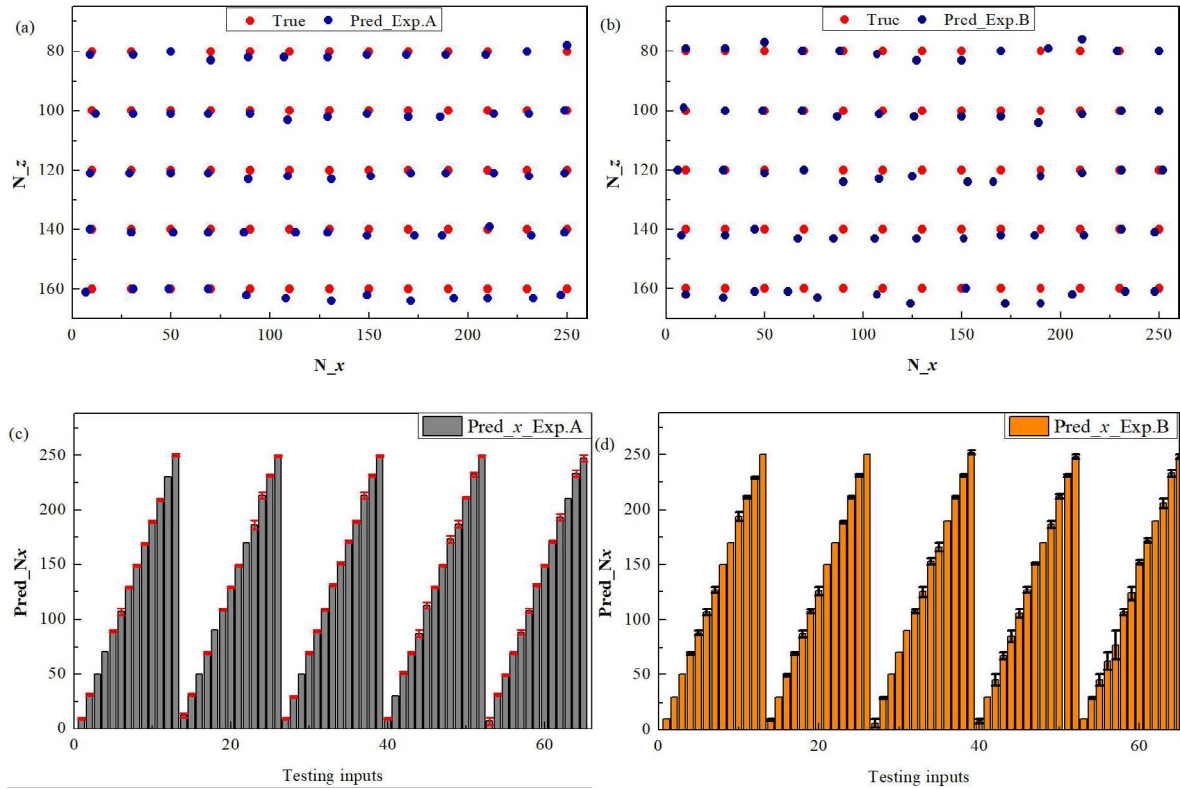 (a)
True Pred_Exp.A
80
100
120
140
160
N_z
0 50 100 150 200 250
N_x
(b)
True Pred_Exp.B
80
100
120
140
160
N_z
0 50 100 150 200 250
N_x
(c)
Pred_x_Exp.A
250
200
150
100
50
0
Pred_Nx
0 20 40 60
Testing inputs
(d)
Pred_x_Exp.B
250
200
150
100
50
0
Pred_Nx
0 20 40 60
Testing inputs